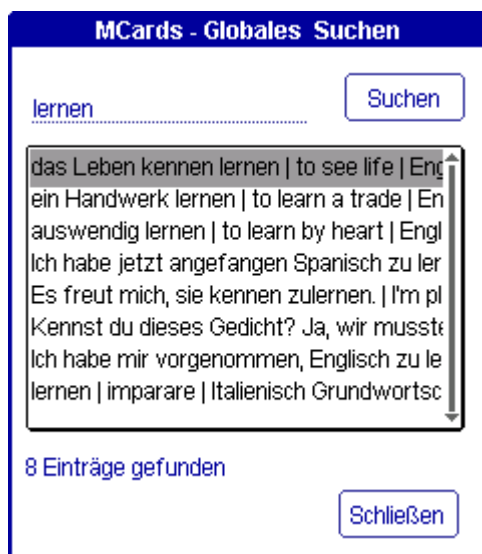 MCards - Globales Suchen
lernen
Suchen
das Leben kennen lernen | to see life | Eng
ein Handwerk lernen | to learn a trade | En
auswendig lernen | to learn by heart | Engl
Ich habe jetzt angefangen Spanisch zu ler
Es freut mich, sie kennen zulernen. | I'm pl
Kennst du dieses Gedicht? Ja, wir musste
Ich habe mir vorgenommen, Englisch zu le
lernen | imparare | Italienisch Grundwortsc
8 Einträge gefunden
Schließen